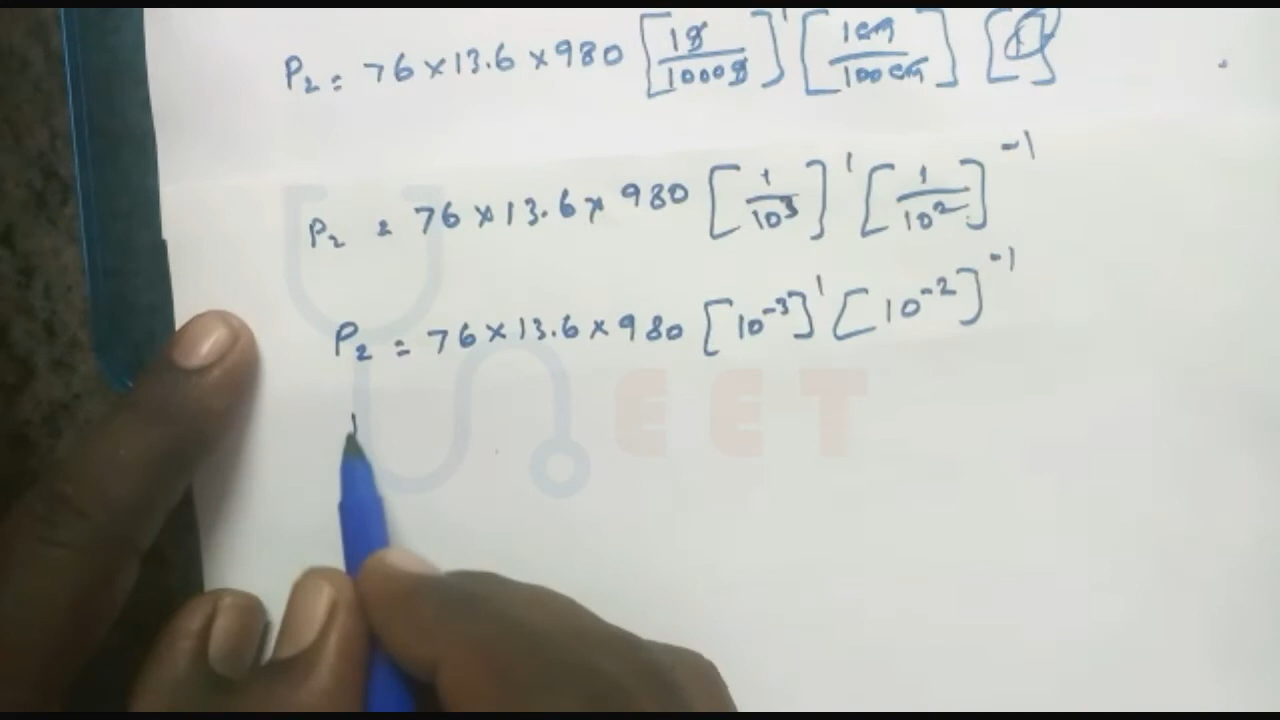 P₂ = 76 × 13.6 × 980 [1g/1000g]¹ [1cm/100cm] [1]
P₂ = 76 × 13.6 × 980 [1/10³]¹ [1/10²]⁻¹
P₂ = 76 × 13.6 × 980 [10⁻³]¹ [10⁻²]⁻¹
EET